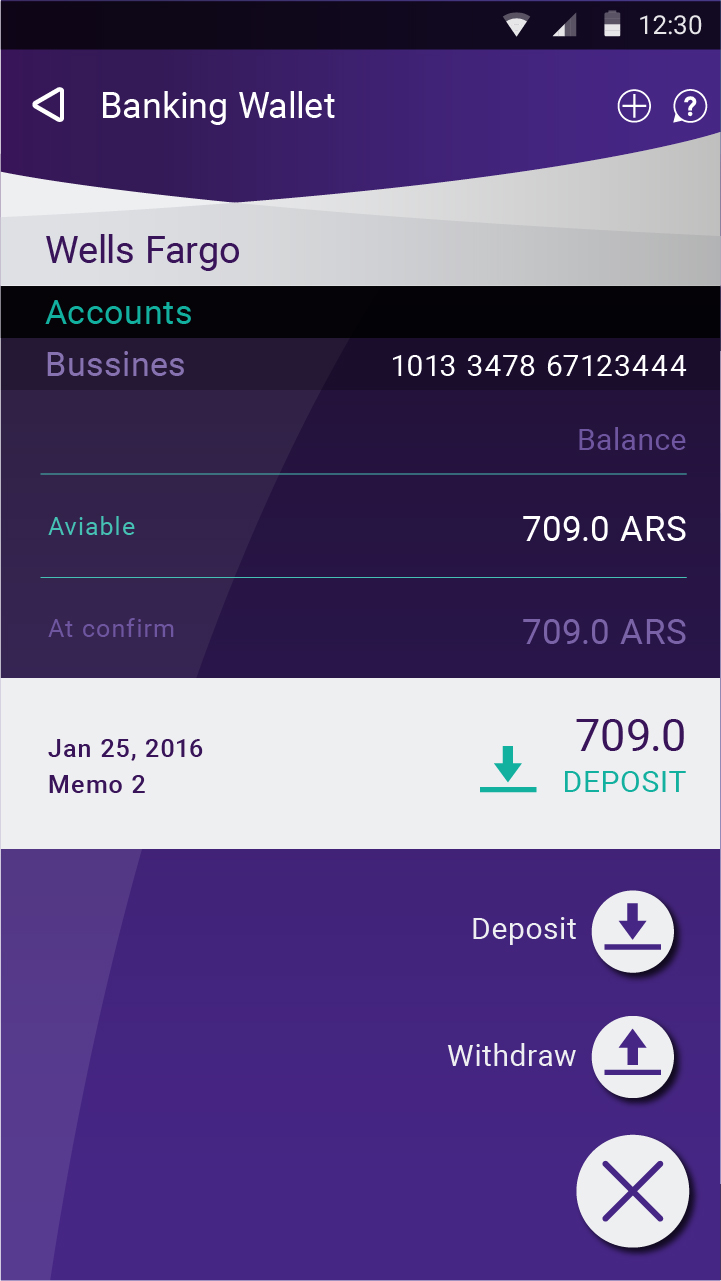 12:30
Banking Wallet
Wells Fargo
Accounts
Bussines 1013 3478 67123444
Balance
Aviable 709.0 ARS
At confirm 709.0 ARS
Jan 25, 2016 709.0
Memo 2 DEPOSIT
Deposit
Withdraw